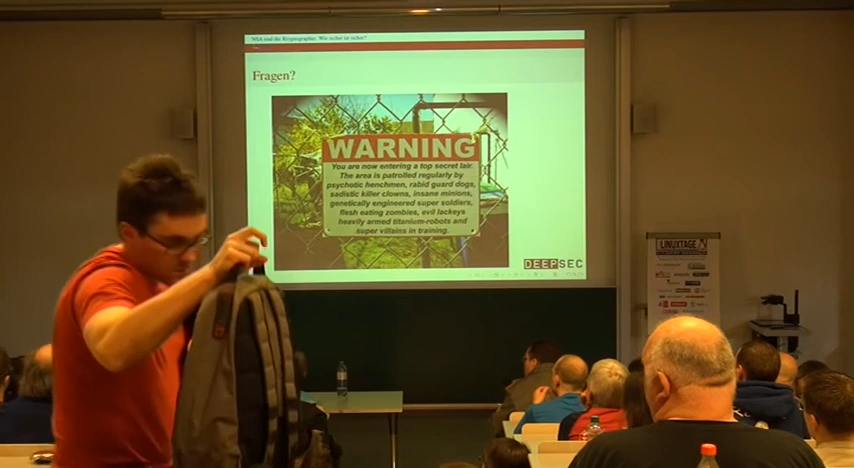 NSA und die Kryptographie. Wie sicher ist sicher?
Fragen?
WARNING
You are now entering a top secret lair.
The area is patrolled regularly by
psychotic henchmen, rabid guard dogs,
sadistic killer clowns, insane minions,
genetically engineered super soldiers,
flesh eating zombies, evil lackeys
heavily armed titanium-robots and
super villains in training.
DEEPSEC
LINUXTAGE